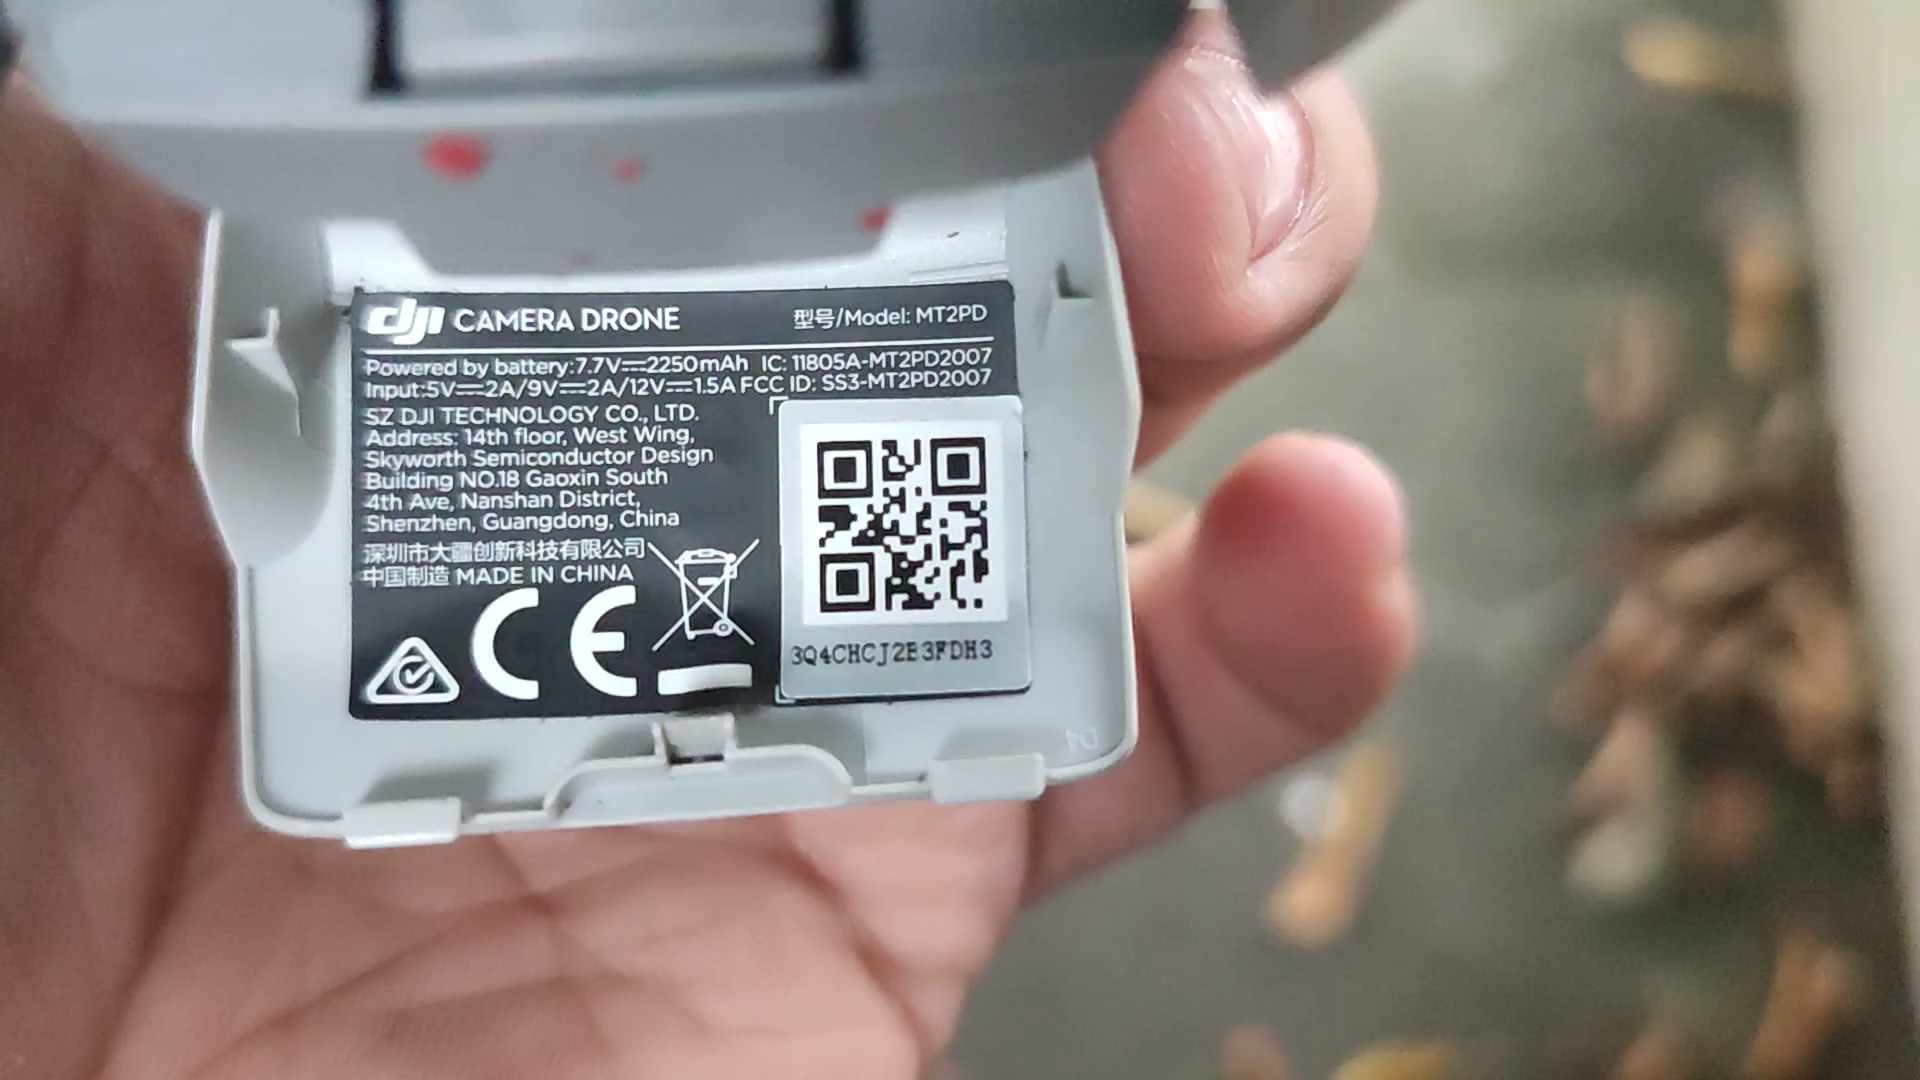 dji CAMERA DRONE 型号/Model: MT2PD
Powered by battery:7.7V⎓2250mAh IC: 11805A-MT2PD2007
Input:5V⎓2A/9V⎓2A/12V⎓1.5A FCC ID: SS3-MT2PD2007
SZ DJI TECHNOLOGY CO., LTD.
Address: 14th floor, West Wing,
Skyworth Semiconductor Design
Building NO.18 Gaoxin South
4th Ave, Nanshan District,
Shenzhen, Guangdong, China
深圳市大疆创新科技有限公司
中国制造 MADE IN CHINA
CE
3Q4CHCJ2B3FDH3